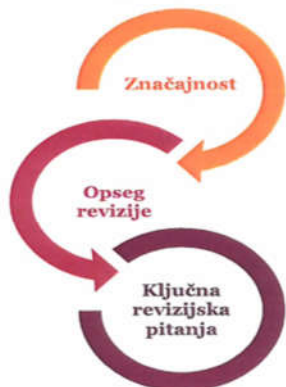 Značajnost
Opseg
revizije
Ključna
revizijska
pitanja